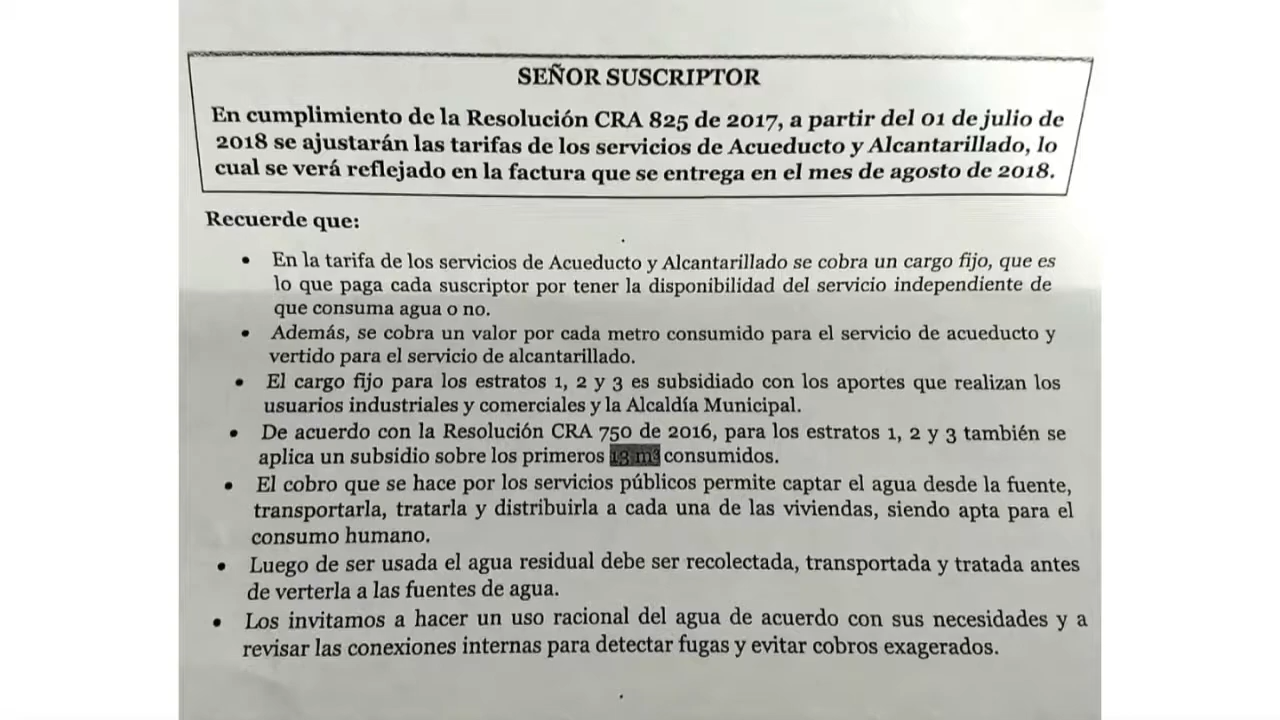 SEÑOR SUSCRIPTOR
En cumplimiento de la Resolución CRA 825 de 2017, a partir del 01 de julio de
2018 se ajustarán las tarifas de los servicios de Acueducto y Alcantarillado, lo
cual se verá reflejado en la factura que se entrega en el mes de agosto de 2018.
Recuerde que:
• En la tarifa de los servicios de Acueducto y Alcantarillado se cobra un cargo fijo, que es
lo que paga cada suscriptor por tener la disponibilidad del servicio independiente de
que consuma agua o no.
• Además, se cobra un valor por cada metro consumido para el servicio de acueducto y
vertido para el servicio de alcantarillado.
• El cargo fijo para los estratos 1, 2 y 3 es subsidiado con los aportes que realizan los
usuarios industriales y comerciales y la Alcaldía Municipal.
• De acuerdo con la Resolución CRA 750 de 2016, para los estratos 1, 2 y 3 también se
aplica un subsidio sobre los primeros 13 m³ consumidos.
• El cobro que se hace por los servicios públicos permite captar el agua desde la fuente,
transportarla, tratarla y distribuirla a cada una de las viviendas, siendo apta para el
consumo humano.
• Luego de ser usada el agua residual debe ser recolectada, transportada y tratada antes
de verterla a las fuentes de agua.
• Los invitamos a hacer un uso racional del agua de acuerdo con sus necesidades y a
revisar las conexiones internas para detectar fugas y evitar cobros exagerados.